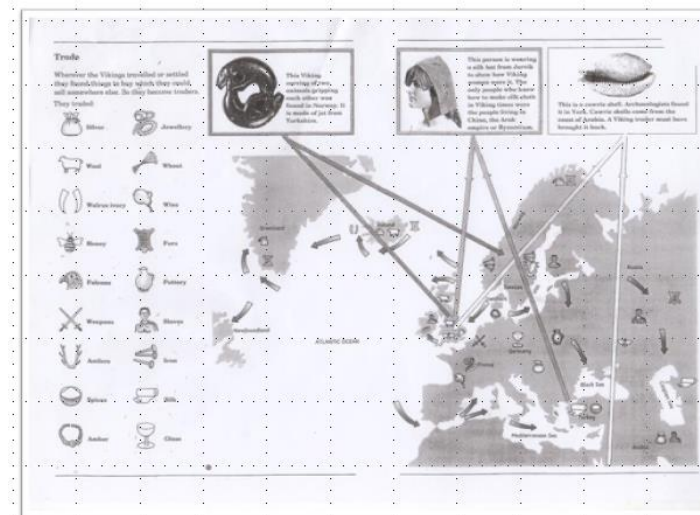 Trade
Wherever the Vikings travelled or settled
they found things to buy which they could
sell somewhere else. So they became traders.
They traded:
Silver
Jewellery
Wool
Wheat
Walrus ivory
Wine
Honey
Furs
Falcons
Pottery
Weapons
Slaves
Antlers
Iron
Spices
Silk
Amber
Glass
This Viking
carving of two
animals gripping
each other was
found in Norway. It
is made of jet from
Yorkshire.
This person is wearing
a silk hat from Jorvik
to show how Viking
people wore it. The
only people who knew
how to make silk cloth
in Viking times were
the people living in
China, the Arab
empire or Byzantium.
This is a cowrie shell. Archaeologists found
it in York. Cowrie shells come from the
coast of Arabia. A Viking trader must have
brought it back.
Greenland
Iceland
Newfoundland
ATLANTIC OCEAN
Russia
Germany
France
Black Sea
Turkey
Mediterranean Sea